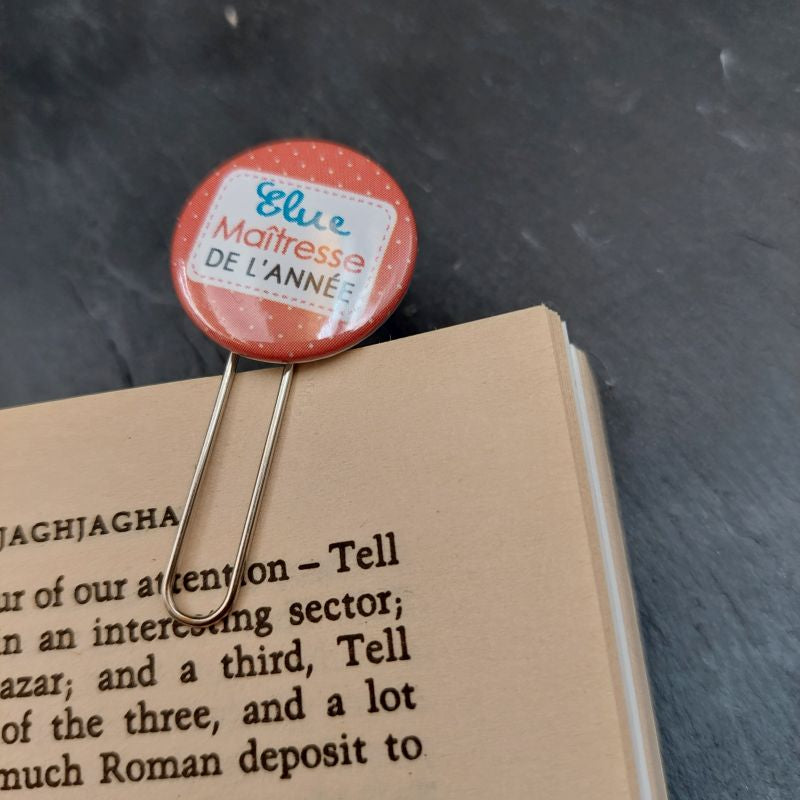 Elue
Maîtresse
DE L'ANNÉE
JAGHJAGHA
ur of our attention – Tell
in an interesting sector;
azar; and a third, Tell
of the three, and a lot
much Roman deposit to